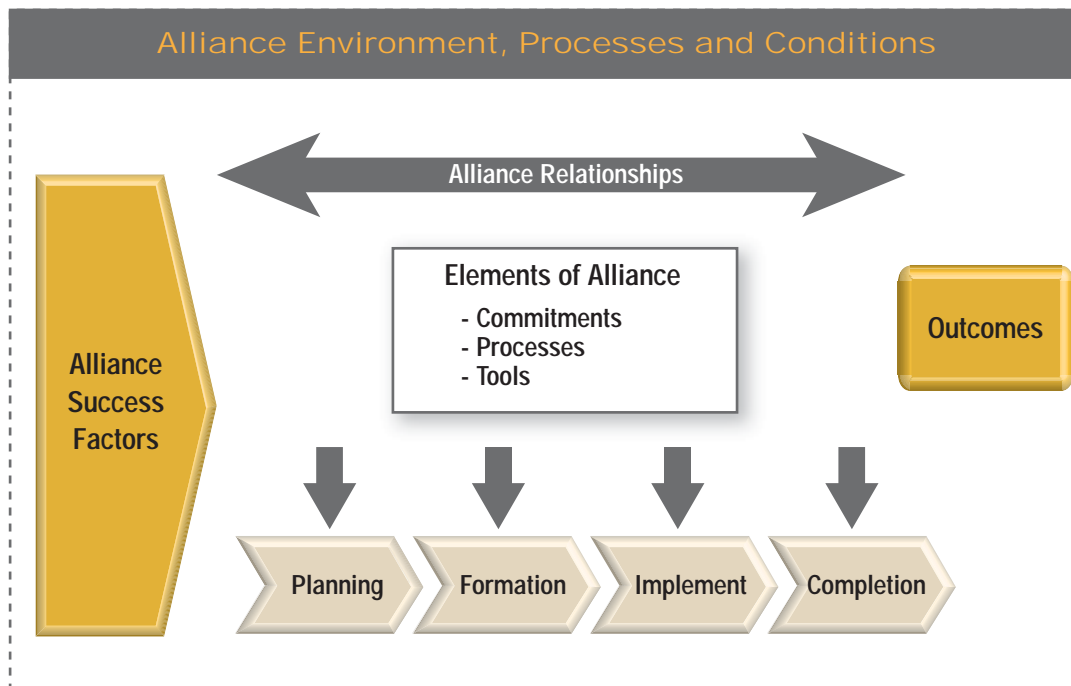 Alliance Environment, Processes and Conditions
Alliance Relationships
Elements of Alliance
- Commitments
- Processes
- Tools
Alliance
Success
Factors
Outcomes
Planning
Formation
Implement
Completion